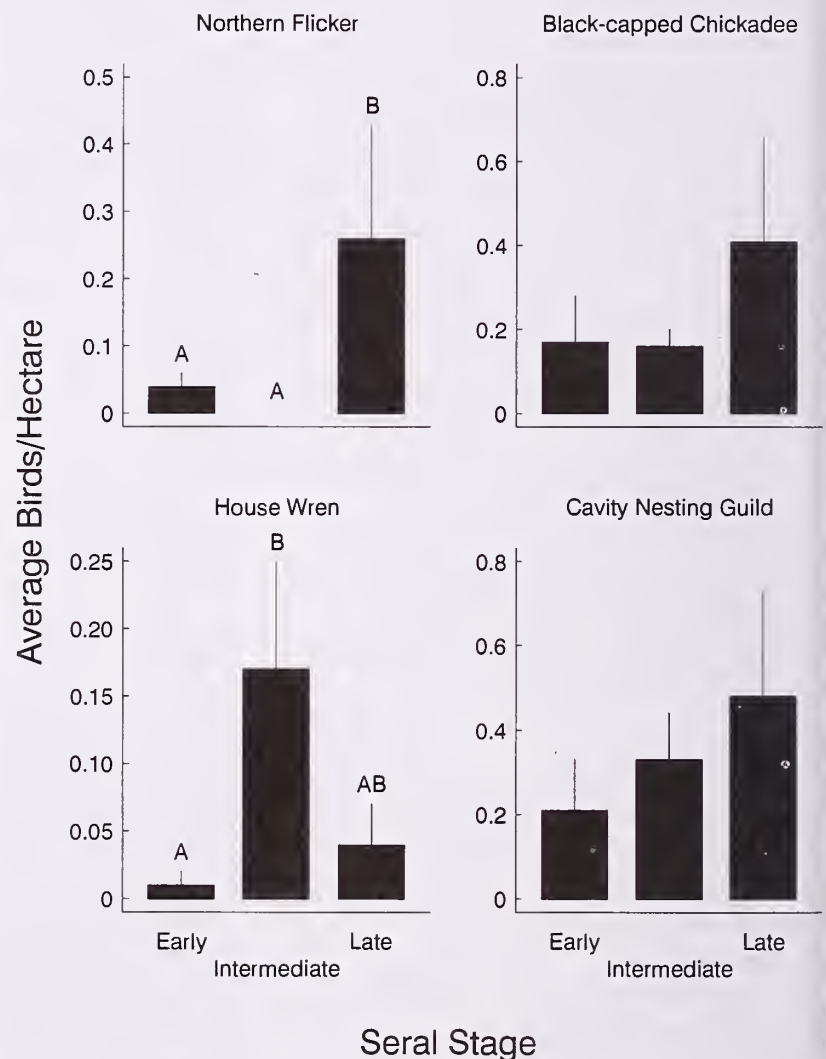 Northern Flicker
0.5
0.4
0.3
0.2
0.1
0
A
A
B
Black-capped Chickadee
0.8
0.6
0.4
0.2
0
Average Birds/Hectare
House Wren
0.25
0.20
0.15
0.10
0.05
0
A
B
AB
Early
Intermediate
Late
Cavity Nesting Guild
0.8
0.6
0.4
0.2
0
Early
Intermediate
Late
Seral Stage